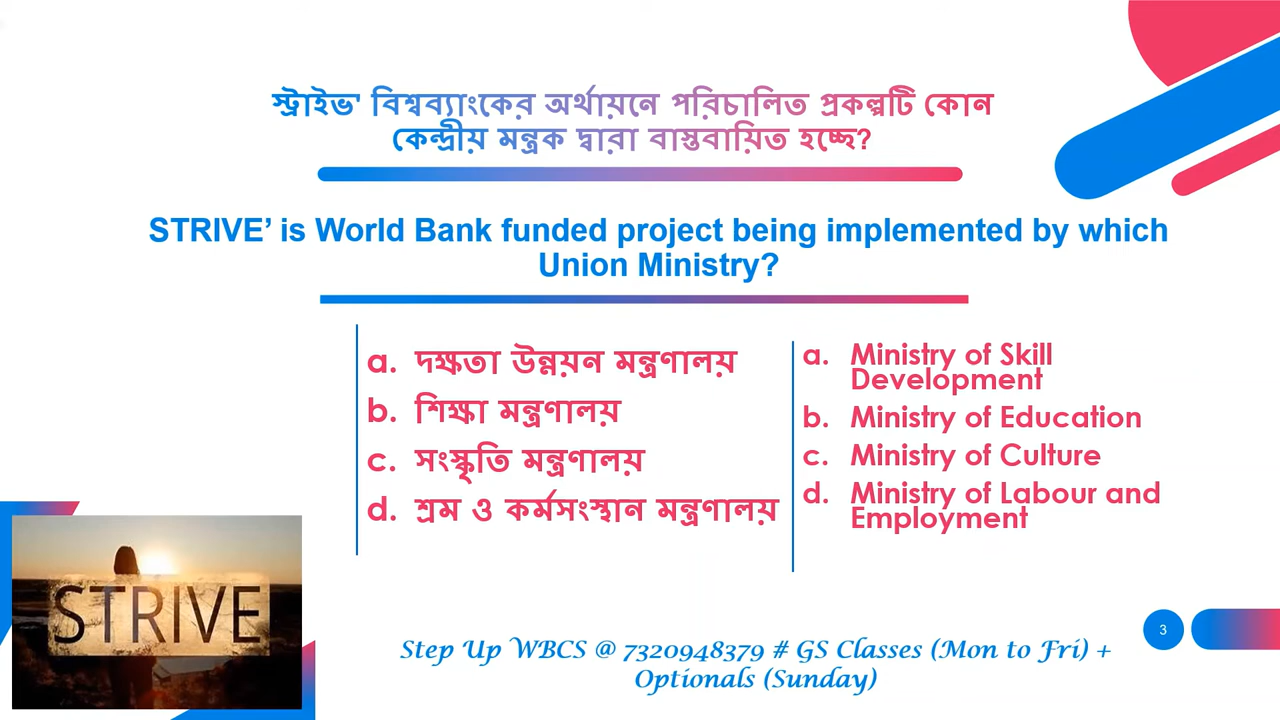 স্ট্রাইভ' বিশ্বব্যাংকের অর্থায়নে পরিচালিত প্রকল্পটি কোন
কেন্দ্রীয় মন্ত্রক দ্বারা বাস্তবায়িত হচ্ছে?
STRIVE’ is World Bank funded project being implemented by which
Union Ministry?
a. দক্ষতা উন্নয়ন মন্ত্রণালয়
b. শিক্ষা মন্ত্রণালয়
c. সংস্কৃতি মন্ত্রণালয়
d. শ্রম ও কর্মসংস্থান মন্ত্রণালয়
a. Ministry of Skill
Development
b. Ministry of Education
c. Ministry of Culture
d. Ministry of Labour and
Employment
STRIVE
3
Step Up WBCS @ 7320948379 # GS Classes (Mon to Fri) +
Optionals (Sunday)